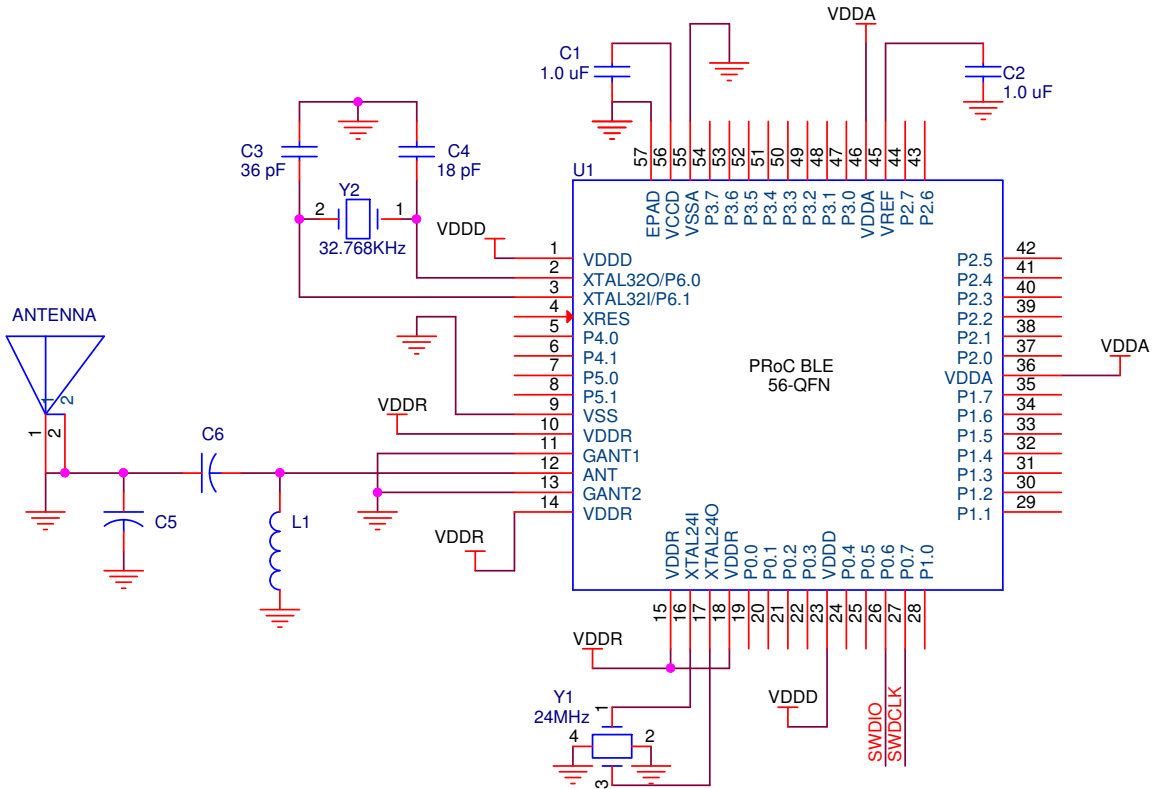 VDDA
C1
1.0 uF
C2
1.0 uF
C3
36 pF
C4
18 pF
Y2
2
1
32.768KHz
U1
57
56
55
54
53
52
51
50
49
48
47
46
45
44
43
EPAD
VCCD
VSSA
P3.7
P3.6
P3.5
P3.4
P3.3
P3.2
P3.1
P3.0
VDDA
VREF
P2.7
P2.6
VDDD
1 VDDD
2 XTAL32O/P6.0
3 XTAL32I/P6.1
4 XRES
5 P4.0
6 P4.1
7 P5.0
8 P5.1
9 VSS
10 VDDR
11 GANT1
12 ANT
13 GANT2
14 VDDR
VDDR
VDDR
PRoC BLE
56-QFN
P2.5 42
P2.4 41
P2.3 40
P2.2 39
P2.1 38
P2.0 37
VDDA 36
P1.7 35
P1.6 34
P1.5 33
P1.4 32
P1.3 31
P1.2 30
P1.1 29
VDDA
ANTENNA
1
2
1
2
C6
C5
L1
VDDR
XTAL24I
XTAL24O
VDDR
P0.0
P0.1
P0.2
P0.3
VDDD
P0.4
P0.5
P0.6
P0.7
P1.0
15
16
17
18
19
20
21
22
23
24
25
26
27
28
VDDR
Y1
24MHz
1
4
2
3
VDDD
SWDIO
SWDCLK